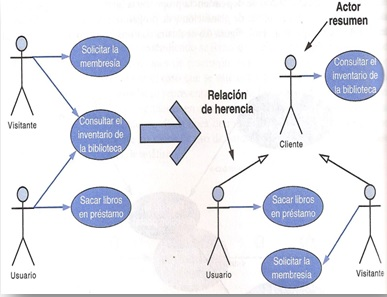 Solicitar la
membresía
Visitante
Consultar el
inventario de
la biblioteca
Sacar libros
en préstamo
Usuario
Actor
resumen
Consultar el
inventario de la
biblioteca
Relación
de herencia
Cliente
Sacar libros
en préstamo
Usuario
Solicitar la
membresía
Visitante